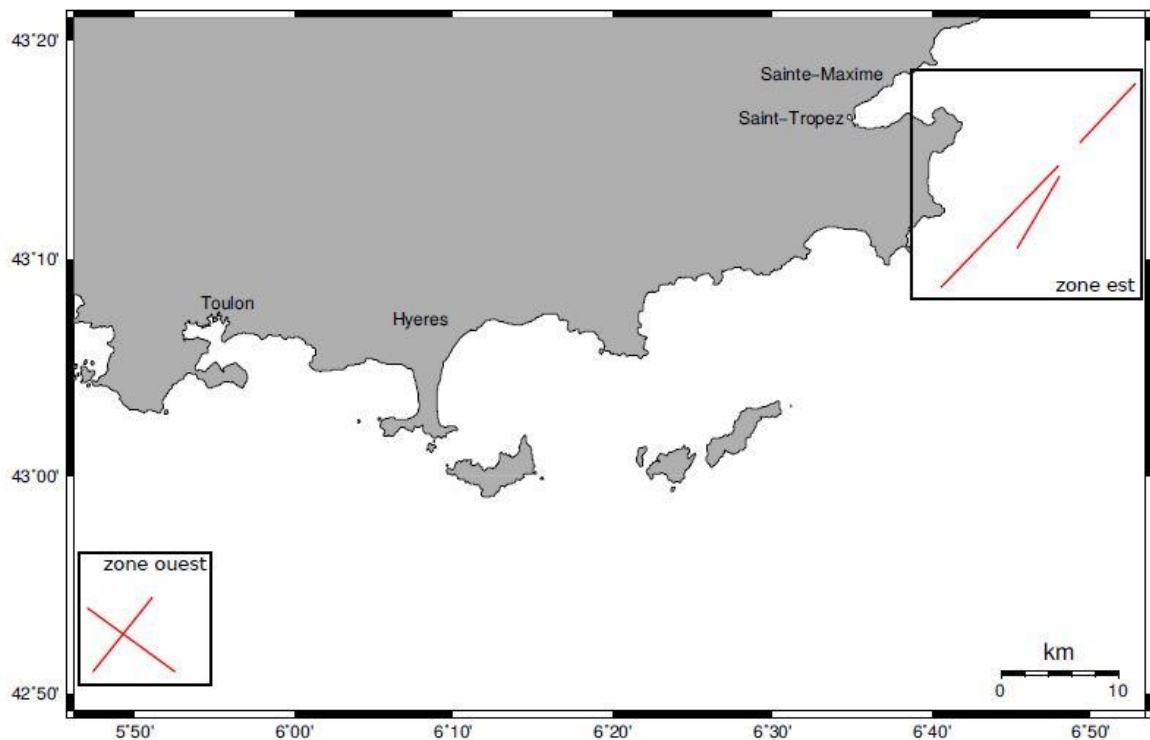 43°20'
Sainte-Maxime
Saint-Tropez
43°10'
zone est
Toulon
Hyeres
43°00'
zone ouest
km
0 10
42°50'
5°50' 6°00' 6°10' 6°20' 6°30' 6°40' 6°50'